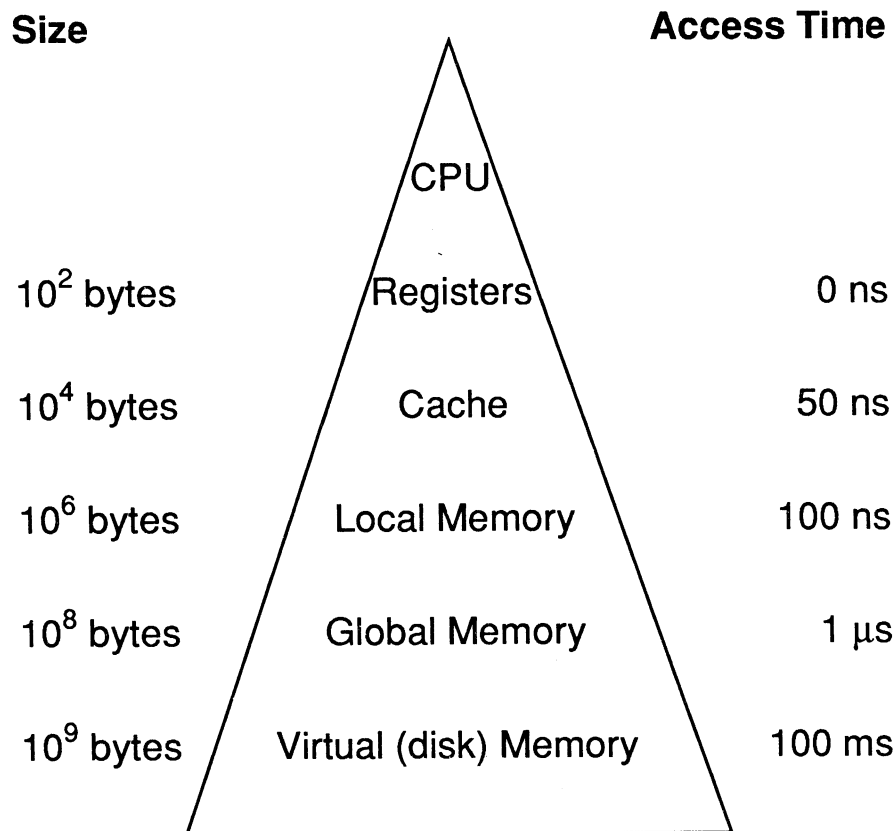 Size Access Time
CPU
10² bytes Registers 0 ns
10⁴ bytes Cache 50 ns
10⁶ bytes Local Memory 100 ns
10⁸ bytes Global Memory 1 μs
10⁹ bytes Virtual (disk) Memory 100 ms